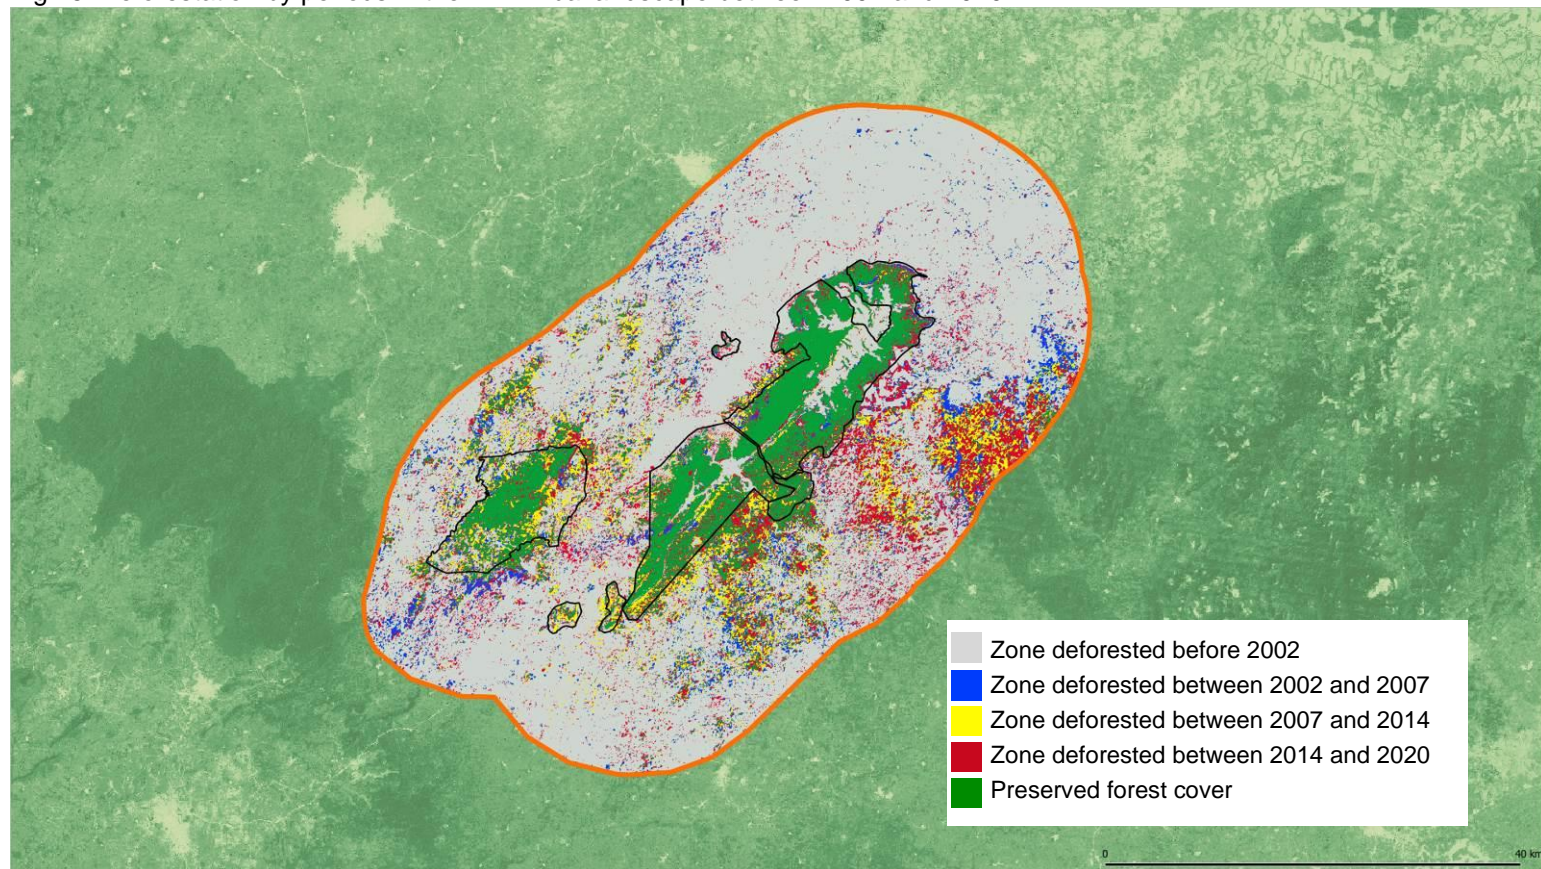 Zone deforested before 2002
Zone deforested between 2002 and 2007
Zone deforested between 2007 and 2014
Zone deforested between 2014 and 2020
Preserved forest cover
0 40 km